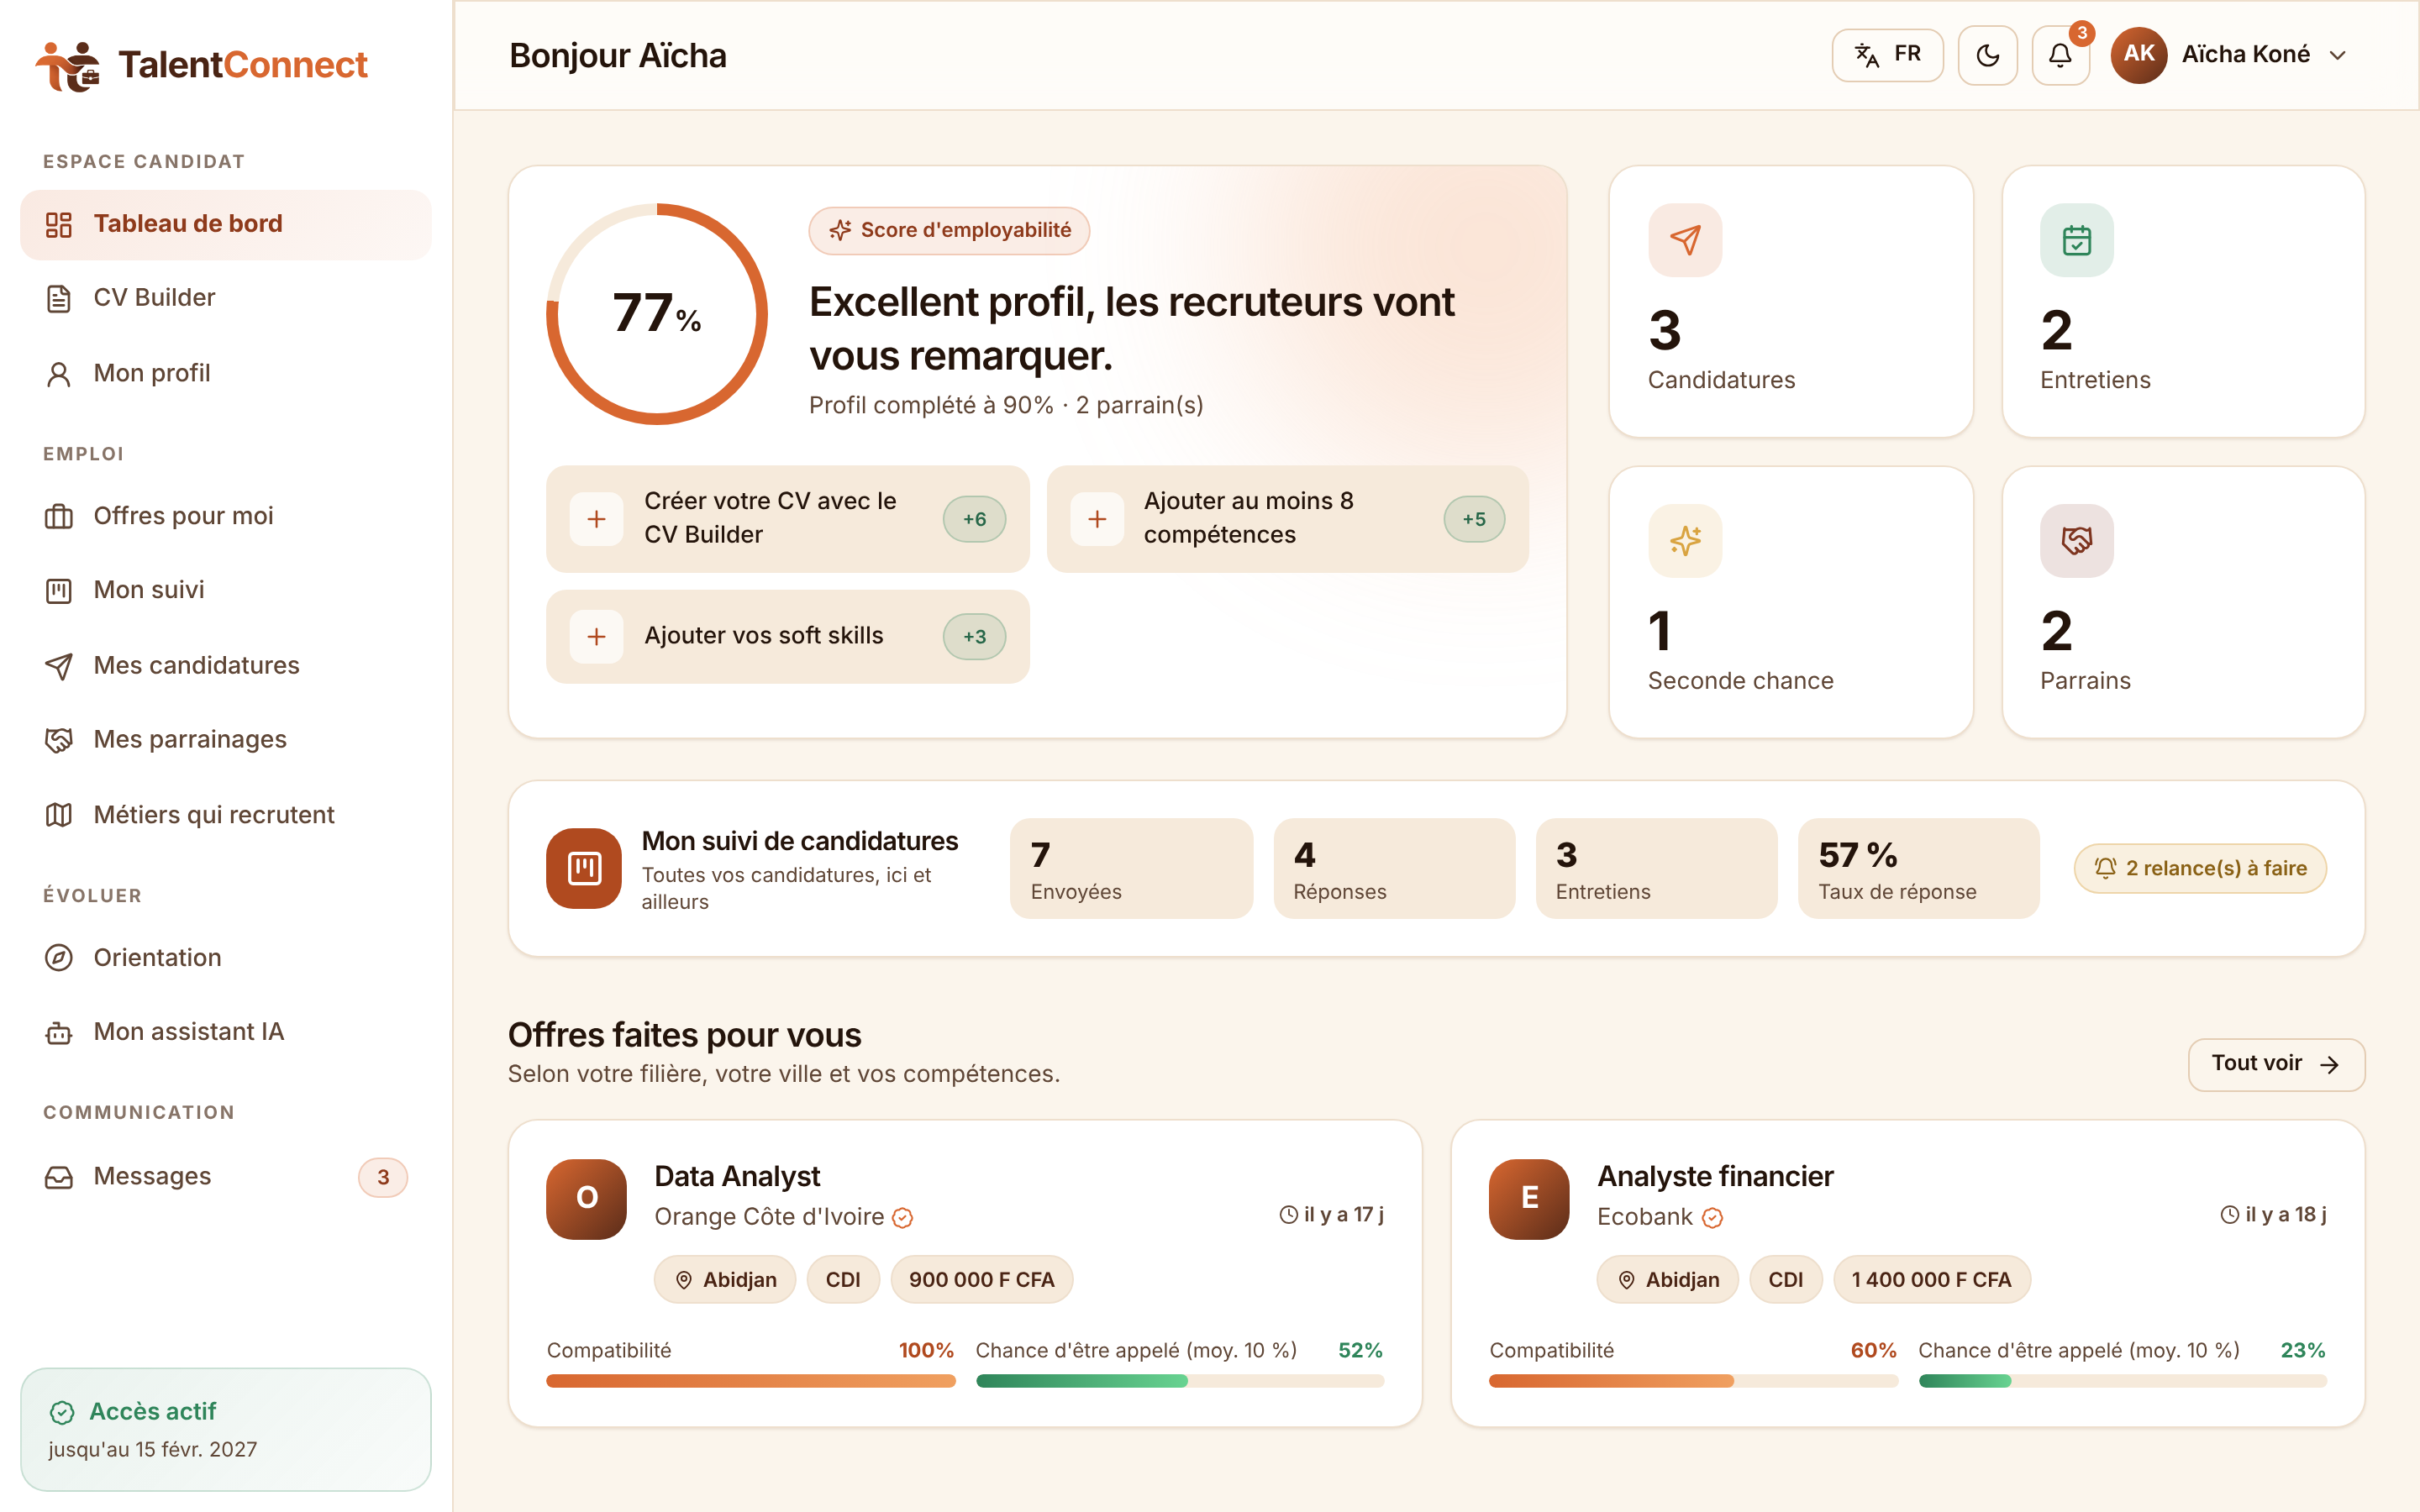 TalentConnect
ESPACE CANDIDAT
Tableau de bord
CV Builder
Mon profil
EMPLOI
Offres pour moi
Mon suivi
Mes candidatures
Mes parrainages
Métiers qui recrutent
ÉVOLUER
Orientation
Mon assistant IA
COMMUNICATION
Messages 3
Accès actif
jusqu'au 15 févr. 2027
Bonjour Aïcha
FR
3
AK Aïcha Koné
77%
Score d'employabilité
Excellent profil, les recruteurs vont
vous remarquer.
Profil complété à 90% · 2 parrain(s)
Créer votre CV avec le
CV Builder
+6
Ajouter au moins 8
compétences
+5
Ajouter vos soft skills +3
3
Candidatures
2
Entretiens
1
Seconde chance
2
Parrains
Mon suivi de candidatures
Toutes vos candidatures, ici et
ailleurs
7
Envoyées
4
Réponses
3
Entretiens
57 %
Taux de réponse
2 relance(s) à faire
Offres faites pour vous
Selon votre filière, votre ville et vos compétences.
Tout voir
O
Data Analyst
Orange Côte d'Ivoire
il y a 17 j
Abidjan CDI 900 000 F CFA
Compatibilité 100%
Chance d'être appelé (moy. 10 %) 52%
E
Analyste financier
Ecobank
il y a 18 j
Abidjan CDI 1 400 000 F CFA
Compatibilité 60%
Chance d'être appelé (moy. 10 %) 23%